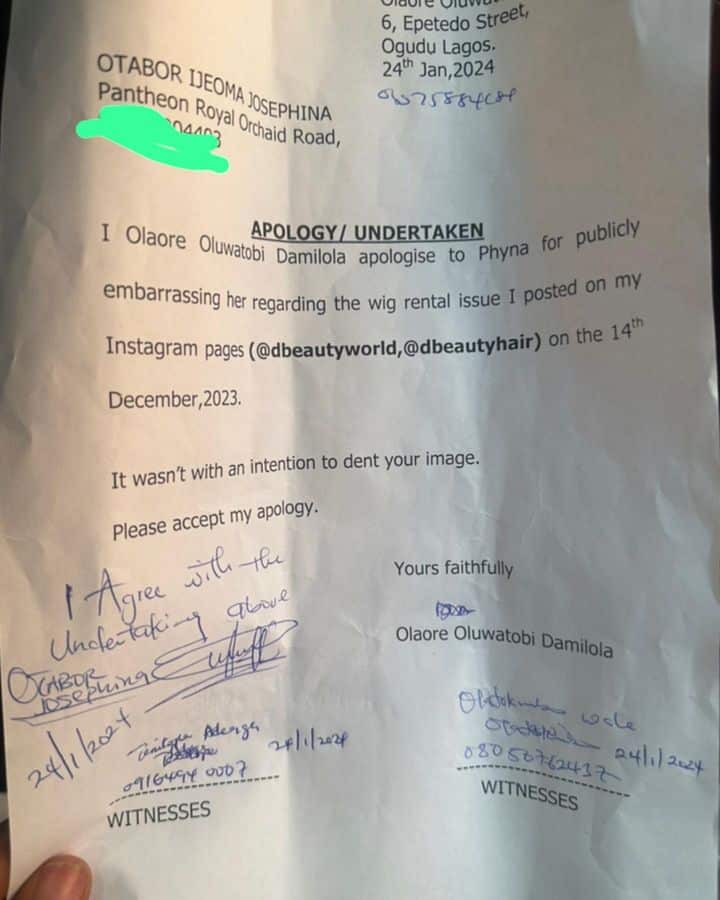 6, Epetedo Street,
Ogudu Lagos.
24th Jan,2024
OTABOR IJEOMA JOSEPHINA
Pantheon Royal Orchaid Road,
APOLOGY/ UNDERTAKEN
I Olaore Oluwatobi Damilola apologise to Phyna for publicly
embarrassing her regarding the wig rental issue I posted on my
Instagram pages (@dbeautyworld,@dbeautyhair) on the 14th
December,2023.
It wasn't with an intention to dent your image.
Please accept my apology.
Yours faithfully
Olaore Oluwatobi Damilola
I Agree with the
Undertaking above
OTABOR
JOSEPHINA
24/1/2024
24/1/2024
0916494 0007
WITNESSES
wale
24/1/2024
08050762437
WITNESSES